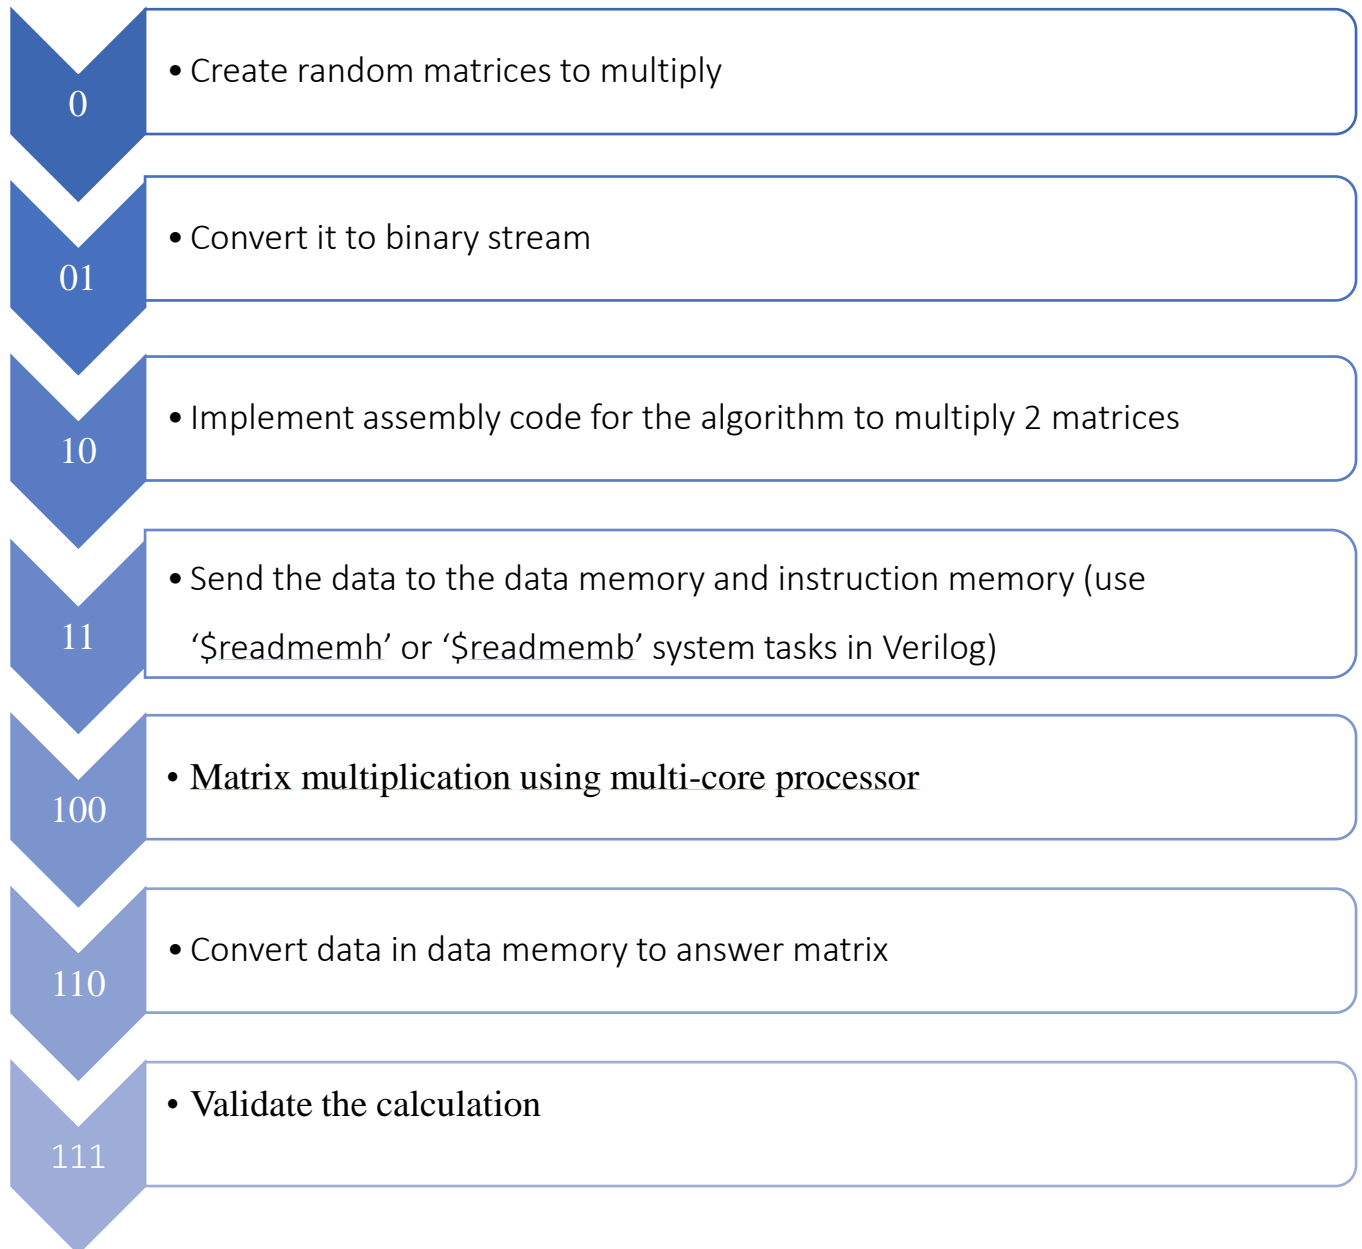 0
• Create random matrices to multiply
01
• Convert it to binary stream
10
• Implement assembly code for the algorithm to multiply 2 matrices
11
• Send the data to the data memory and instruction memory (use
‘$readmemh’ or ‘$readmemb’ system tasks in Verilog)
100
• Matrix multiplication using multi-core processor
110
• Convert data in data memory to answer matrix
111
• Validate the calculation